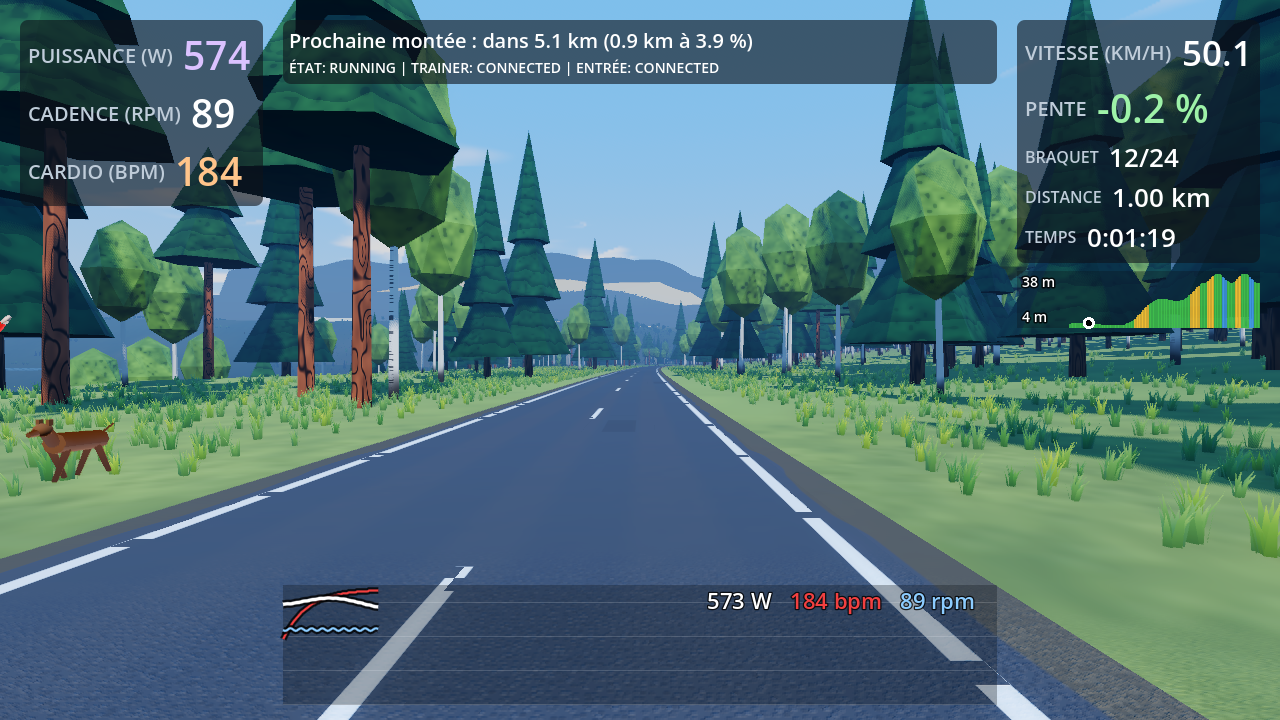 PUISSANCE (W) 574
CADENCE (RPM) 89
CARDIO (BPM) 184
Prochaine montée : dans 5.1 km (0.9 km à 3.9 %)
ÉTAT: RUNNING | TRAINER: CONNECTED | ENTRÉE: CONNECTED
VITESSE (KM/H) 50.1
PENTE -0.2 %
BRAQUET 12/24
DISTANCE 1.00 km
TEMPS 0:01:19
38 m
4 m
573 W 184 bpm 89 rpm